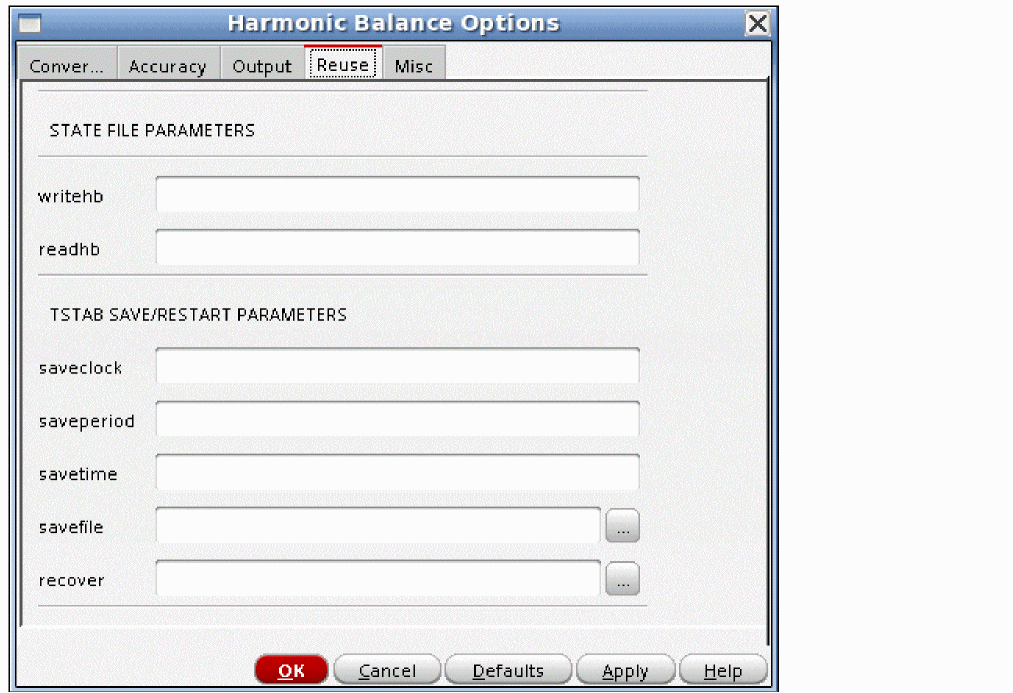 Harmonic Balance Options
Conver... Accuracy Output Reuse Misc
STATE FILE PARAMETERS
writehb
readhb
TSTAB SAVE/RESTART PARAMETERS
saveclock
saveperiod
savetime
savefile ...
recover ...
OK Cancel Defaults Apply Help